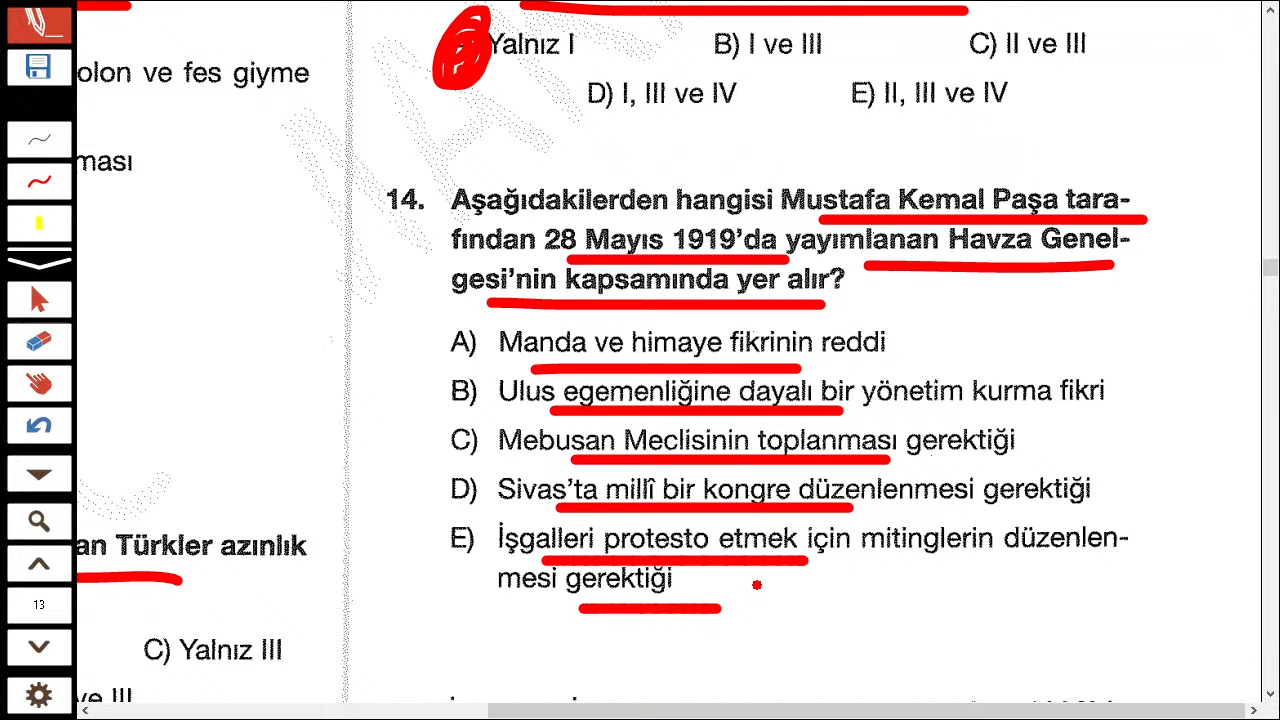 Yalnız I B) I ve III C) II ve III
olon ve fes giyme
D) I, III ve IV E) II, III ve IV
ması
14. Aşağıdakilerden hangisi Mustafa Kemal Paşa tara-
fından 28 Mayıs 1919’da yayımlanan Havza Genel-
gesi’nin kapsamında yer alır?
A) Manda ve himaye fikrinin reddi
B) Ulus egemenliğine dayalı bir yönetim kurma fikri
C) Mebusan Meclisinin toplanması gerektiği
D) Sivas’ta millî bir kongre düzenlenmesi gerektiği
E) İşgalleri protesto etmek için mitinglerin düzenlen-
mesi gerektiği
an Türkler azınlık
13
C) Yalnız III
ve III